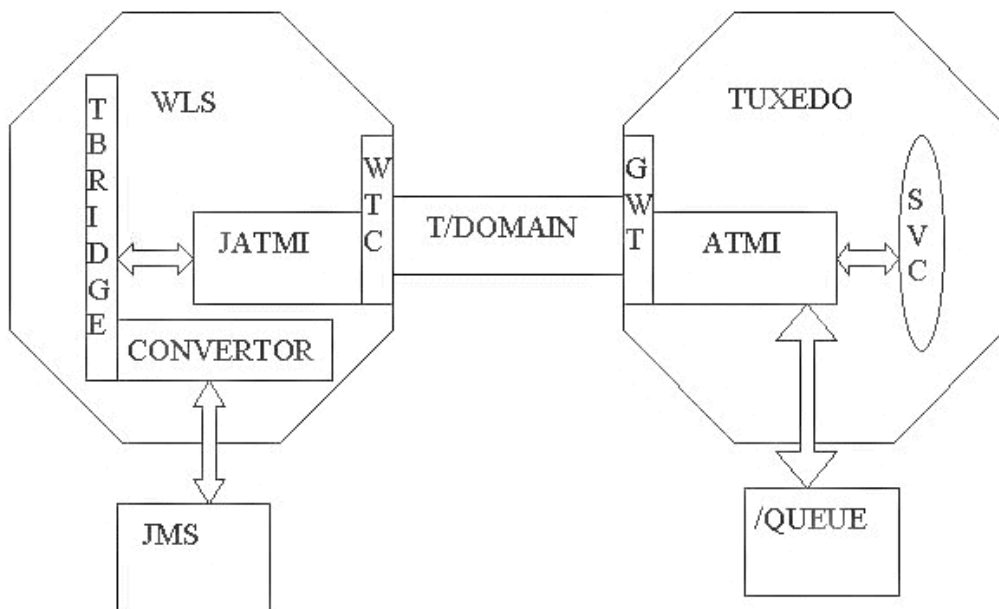 WLS
TUXEDO
TBRIDGE
WTC
GWT
SVC
JATMI
T/DOMAIN
ATMI
CONVERTOR
JMS
/QUEUE